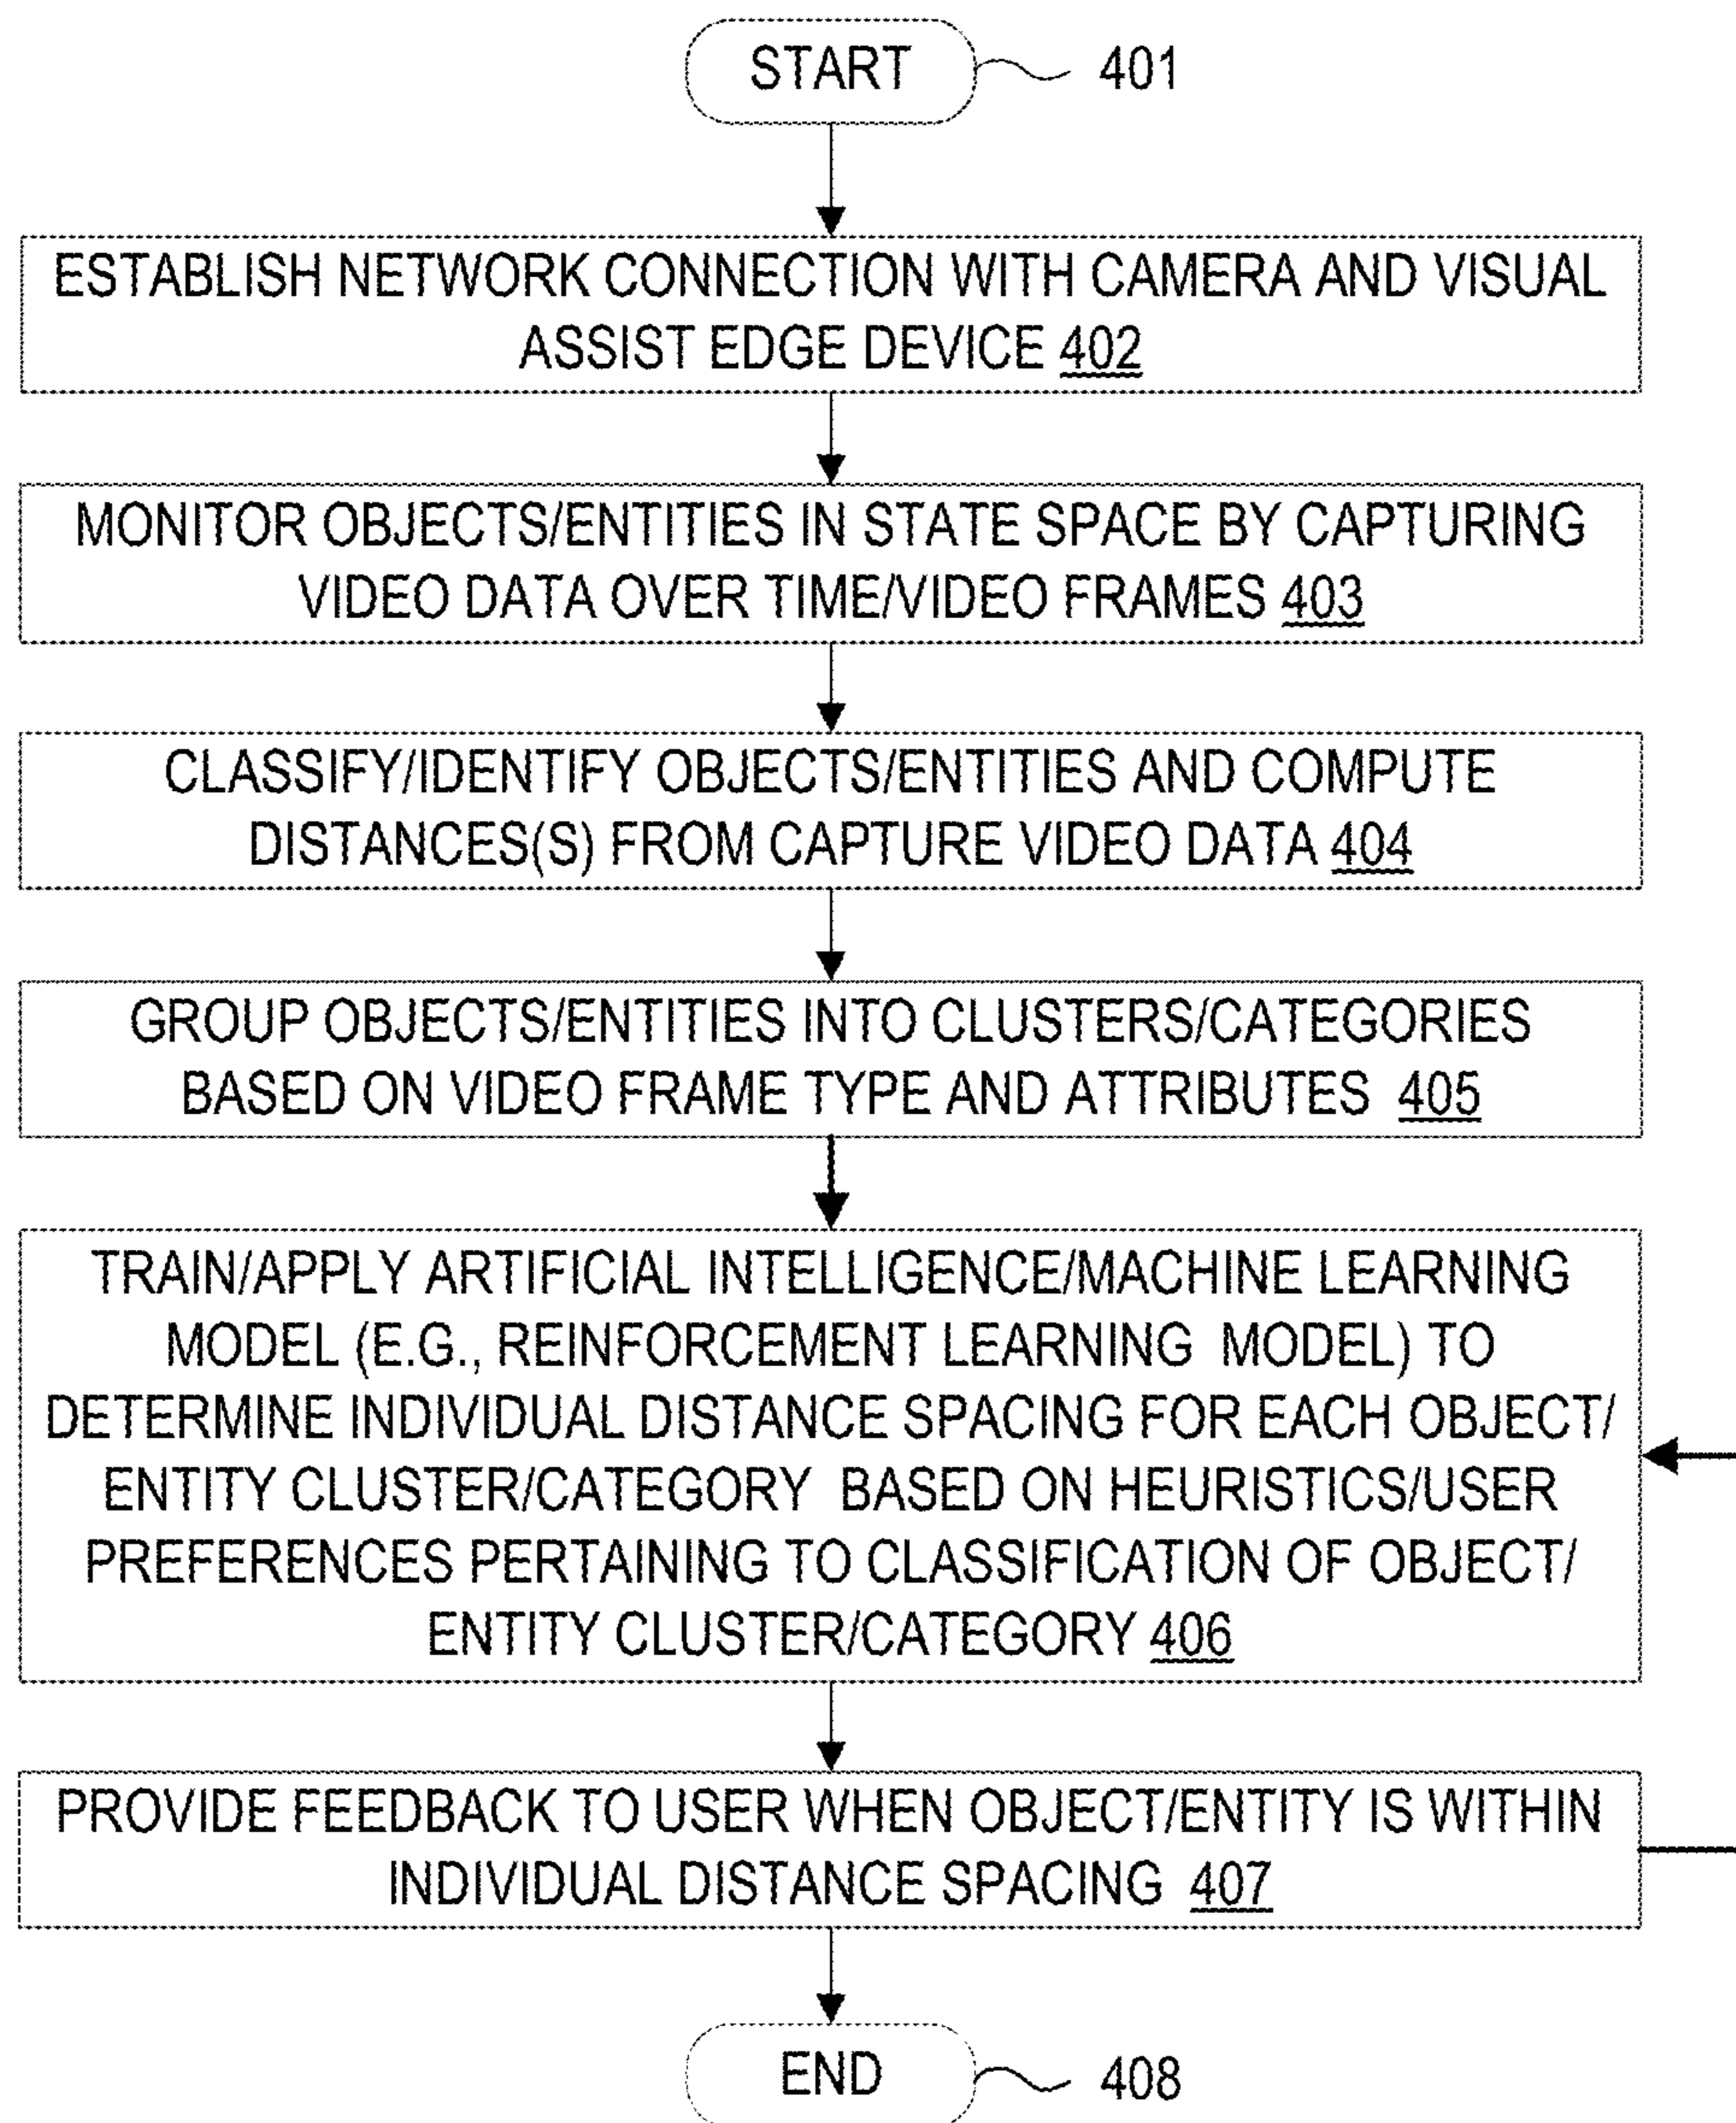 START 401
ESTABLISH NETWORK CONNECTION WITH CAMERA AND VISUAL
ASSIST EDGE DEVICE 402
MONITOR OBJECTS/ENTITIES IN STATE SPACE BY CAPTURING
VIDEO DATA OVER TIME/VIDEO FRAMES 403
CLASSIFY/IDENTIFY OBJECTS/ENTITIES AND COMPUTE
DISTANCES(S) FROM CAPTURE VIDEO DATA 404
GROUP OBJECTS/ENTITIES INTO CLUSTERS/CATEGORIES
BASED ON VIDEO FRAME TYPE AND ATTRIBUTES 405
TRAIN/APPLY ARTIFICIAL INTELLIGENCE/MACHINE LEARNING
MODEL (E.G., REINFORCEMENT LEARNING MODEL) TO
DETERMINE INDIVIDUAL DISTANCE SPACING FOR EACH OBJECT/
ENTITY CLUSTER/CATEGORY BASED ON HEURISTICS/USER
PREFERENCES PERTAINING TO CLASSIFICATION OF OBJECT/
ENTITY CLUSTER/CATEGORY 406
PROVIDE FEEDBACK TO USER WHEN OBJECT/ENTITY IS WITHIN
INDIVIDUAL DISTANCE SPACING 407
END 408